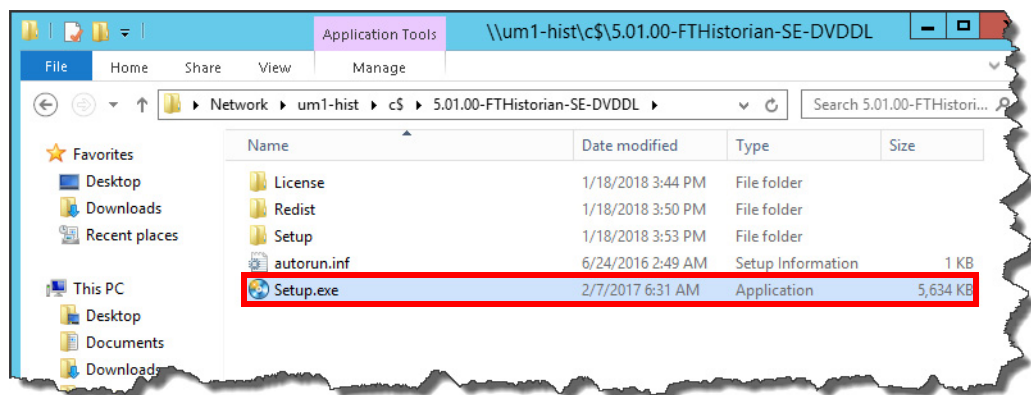 Application Tools \\um1-hist\c$\5.01.00-FTHistorian-SE-DVDDL
File Home Share View Manage
Network um1-hist c$ 5.01.00-FTHistorian-SE-DVDDL Search 5.01.00-FTHistori...
Name Date modified Type Size
Favorites
Desktop License 1/18/2018 3:44 PM File folder
Downloads Redist 1/18/2018 3:50 PM File folder
Recent places Setup 1/18/2018 3:53 PM File folder
autorun.inf 6/24/2016 2:49 AM Setup Information 1 KB
This PC Setup.exe 2/7/2017 6:31 AM Application 5,634 KB
Desktop
Documents
Downloads